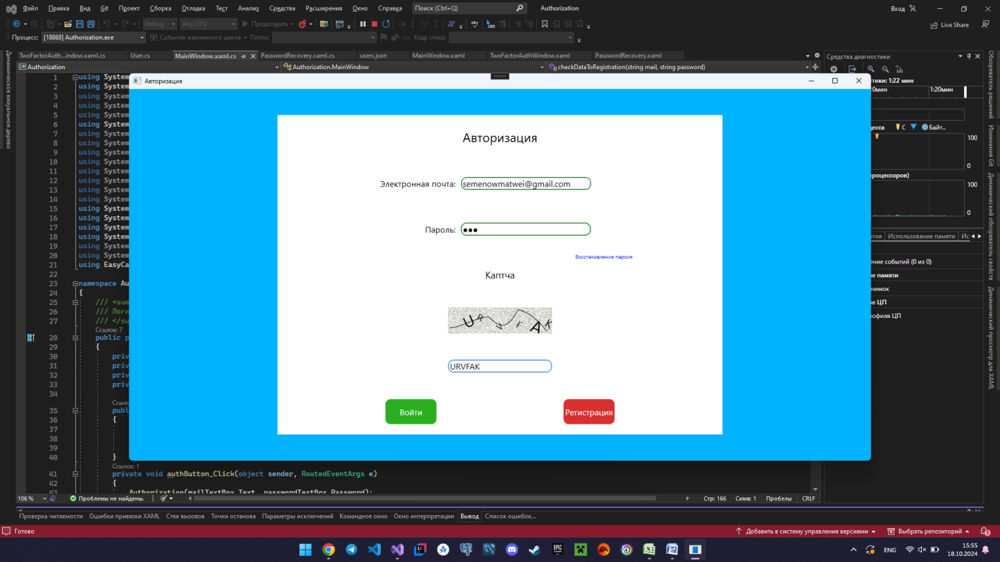 Файл Правка Вид Git Проект Сборка Отладка Тест Анализ Средства Расширения Окно Справка Поиск (Ctrl+Q) Authorization Вход
Debug Any CPU Продолжить Live Share
Процесс: [18868] Authorization.exe События жизненного цикла Поток: Кадр стека:
TwoFactorAuth...indow.xaml.cs User.cs MainWindow.xaml.cs PasswordRecovery.xaml.cs users.json MainWindow.xaml TwoFactorAuthWindow.xaml PasswordRecovery.xaml
Средства диагностики
Authorization Authorization.MainWindow checkDataToRegistration(string mail, string password)
Динамическое визуальное дерево
Обозреватель решений
Изменения Git
Динамический обозреватель свойств
Динамический просмотр для XAML
тики: 1:22 мин
0мин 1:20мин
цесса С Байт..
100
0
роцессоров)
100
0
ытия Использование памяти Ис
ение событий (0 из 0)
е памяти
нимок
е ЦП
рофиля ЦП
1 using System
2 using System
3 using System
4 using System
5 using System
6 using System
7 using System
8 using System
9 using System
10 using System
11 using System
12 using System
13 using System
14 using System
15 using System
16 using System
17 using System
18 using System
19 using System
20 using System
21 using EasyCa
22
23 namespace Au
24 {
25 /// <sum
26 /// Логи
27 /// </su
Ссылок: 7
28 public p
29 {
30 priv
31 priv
32 priv
33 priv
34
Ссыло
35 publ
36 {
37
38
39
40 }
Ссылок: 1
41 private void authButton_Click(object sender, RoutedEventArgs e)
42 {
43 Authorization(mailTextBox.Text, passwordTextBox.Password);
Авторизация
Авторизация
Электронная почта: semenowmatwei@gmail.com
Пароль: ●●●
Восстановление пароля
Каптча
URVFAK
URVFAK
Войти Регистрация
106 % Проблемы не найдены. Стр: 166 Симв: 1 Пробелы CRLF
Проверка читаемости Ошибки привязки XAML Стек вызовов Точки останова Параметры исключений Командное окно Окно интерпретации Вывод Список ошибок...
Готово Добавить в систему управления версиями Выбрать репозиторий 1
EPIC GAMES EA ENG 15:55
18.10.2024